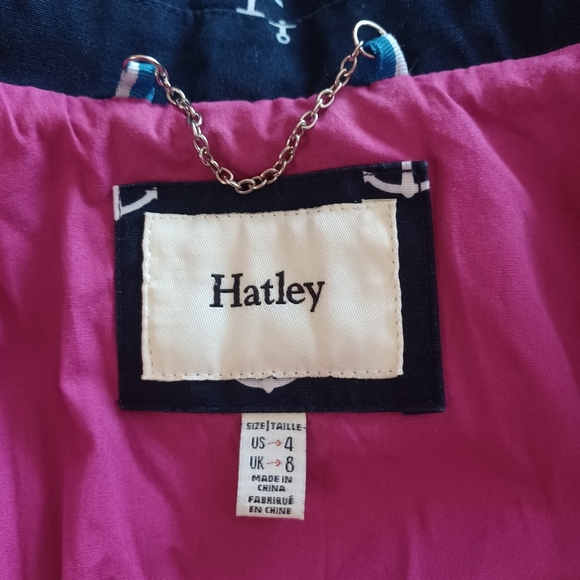 Hatley
SIZE|TAILLE
US → 4
UK → 8
MADE IN
CHINA
FABRIQUÉ
EN CHINE